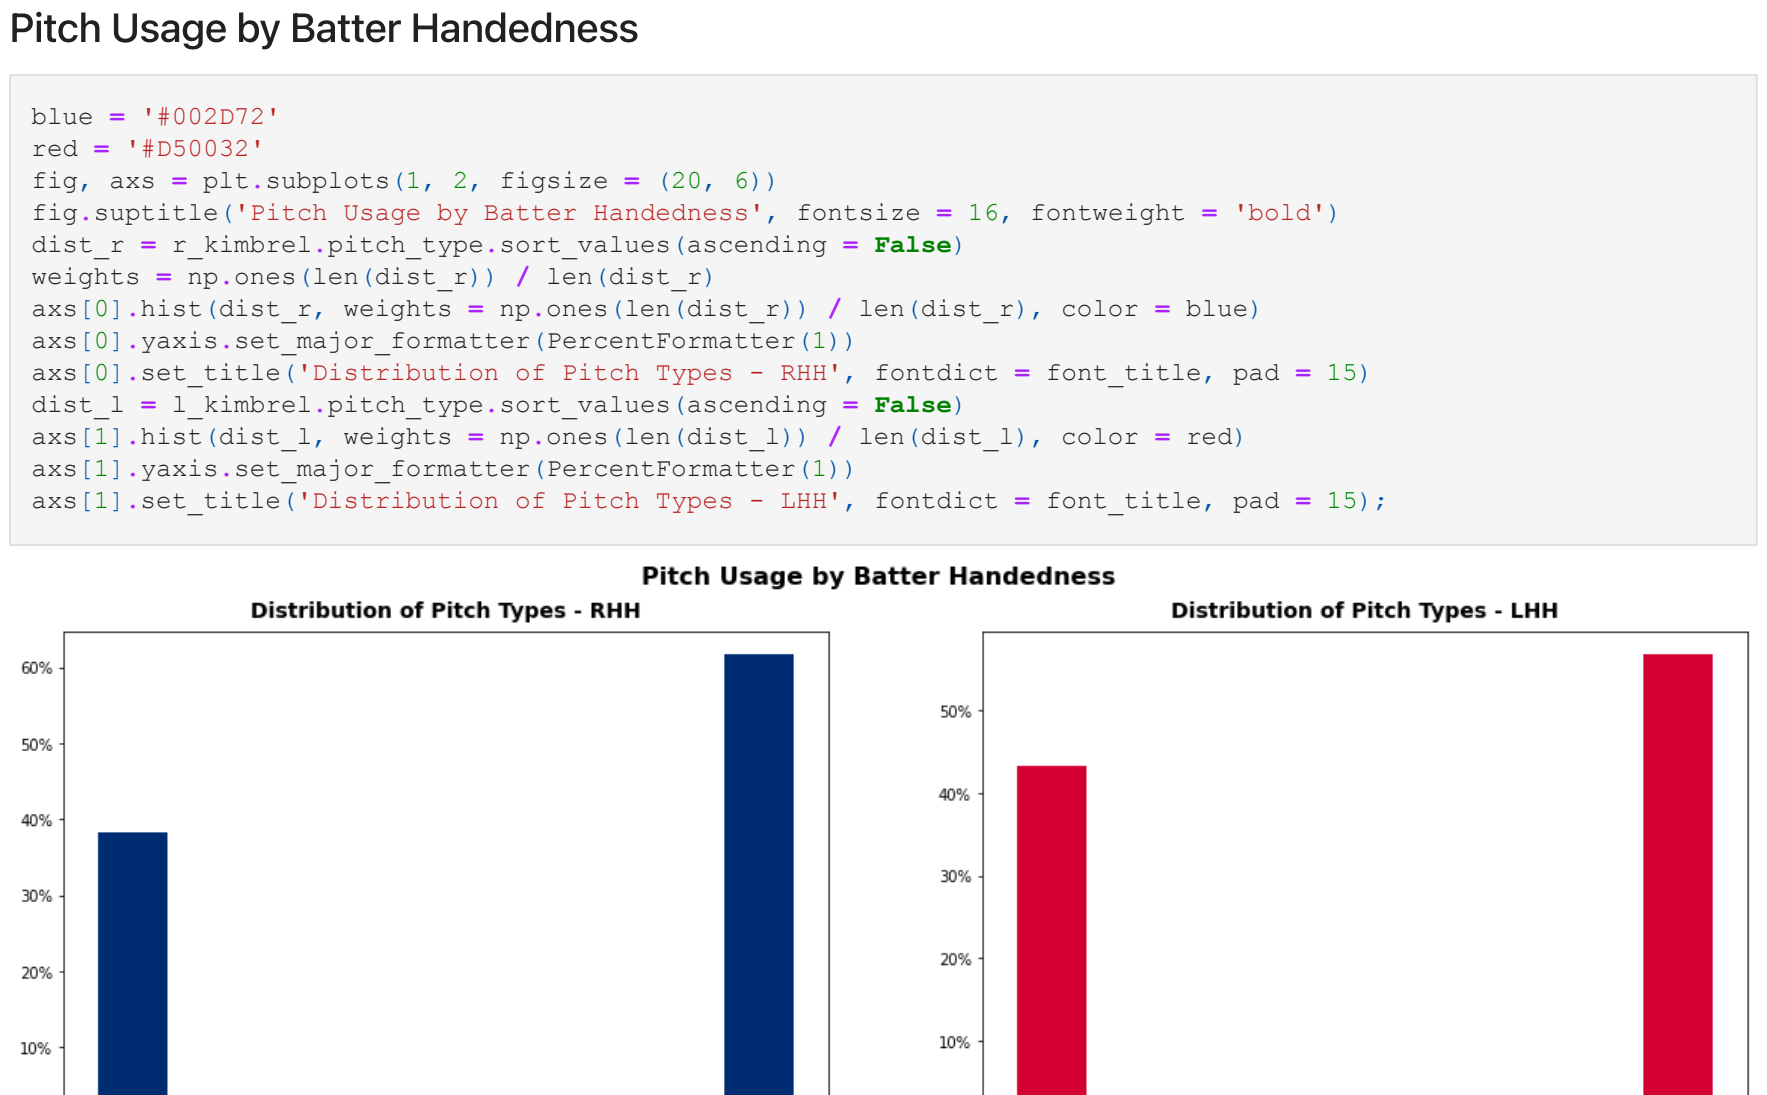 Pitch Usage by Batter Handedness
blue = '#002D72'
red = '#D50032'
fig, axs = plt.subplots(1, 2, figsize = (20, 6))
fig.suptitle('Pitch Usage by Batter Handedness', fontsize = 16, fontweight = 'bold')
dist_r = r_kimbrel.pitch_type.sort_values(ascending = False)
weights = np.ones(len(dist_r)) / len(dist_r)
axs[0].hist(dist_r, weights = np.ones(len(dist_r)) / len(dist_r), color = blue)
axs[0].yaxis.set_major_formatter(PercentFormatter(1))
axs[0].set_title('Distribution of Pitch Types - RHH', fontdict = font_title, pad = 15)
dist_l = l_kimbrel.pitch_type.sort_values(ascending = False)
axs[1].hist(dist_l, weights = np.ones(len(dist_l)) / len(dist_l), color = red)
axs[1].yaxis.set_major_formatter(PercentFormatter(1))
axs[1].set_title('Distribution of Pitch Types - LHH', fontdict = font_title, pad = 15);
Pitch Usage by Batter Handedness
Distribution of Pitch Types - RHH
60%
50%
40%
30%
20%
10%
Distribution of Pitch Types - LHH
50%
40%
30%
20%
10%